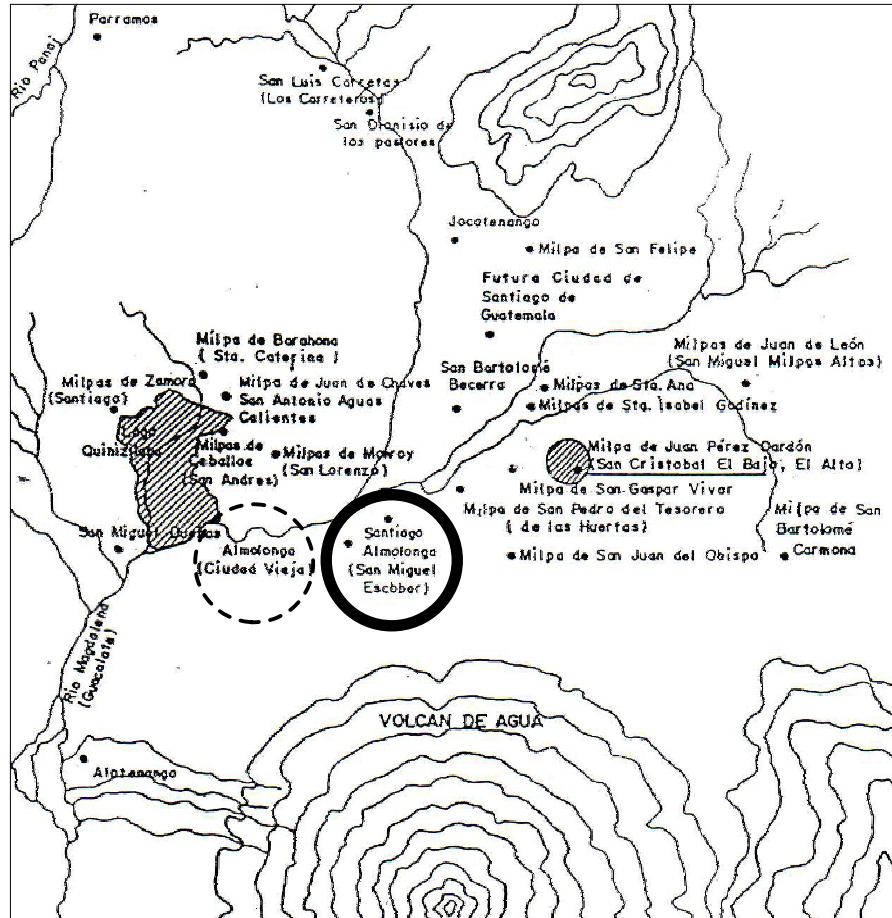 Parramos
Rio Panaj
San Luis Carretas
(Los Carreteros)
San Dionisio de
los pastores
Jocotenango
Milpa de San Felipe
Futura Ciudad de
Santiago de
Guatemala
Milpa de Barahona
( Sta. Caterina )
Milpas de Juan de León
(San Miguel Milpas Altas)
Milpas de Zamora
(Santiago)
Milpa de Juan de Chaves
San Antonio Aguas
Calientes
San Bartolomé
Becerra
Milpas de Sta. Ana
Milpas de Sta. Isabel Godínez
Lago
Quinizilapa
Milpas de
Ceballos
(San Andres)
Milpas de Monroy
(San Lorenzo)
Milpa de Juan Pérez Dardón
(San Cristobal El Bajo, El Alto)
Milpa de San Gaspar Vivar
Milpa de San Pedro del Tesorero
( de las Huertas)
Milpa de San
Bartolomé
Carmona
San Miguel Dueñas
Almolonga
(Ciudad Vieja)
Santiago
Almolonga
(San Miguel
Escobar)
Milpa de San Juan del Obispo
Rio Magdalena
(Guacalate)
VOLCAN DE AGUA
Alotenango